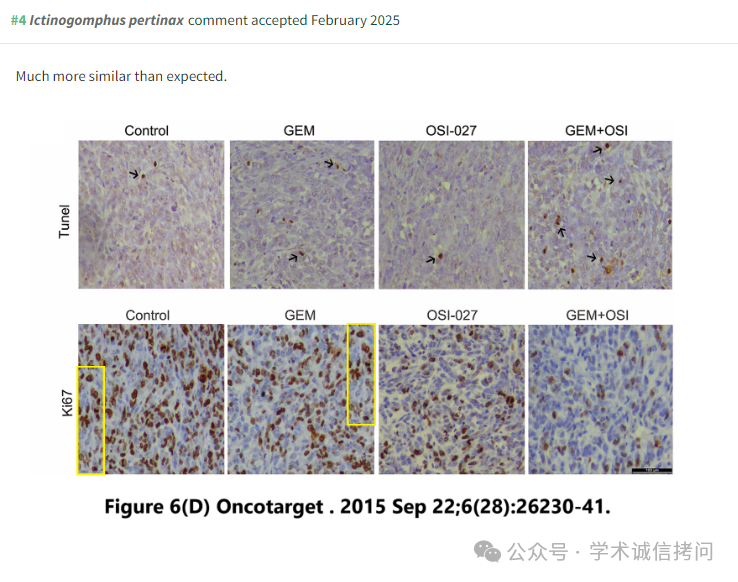 #4 Ictinogomphus pertinax comment accepted February 2025
Much more similar than expected.
Control GEM OSI-027 GEM+OSI
Tunel
Control GEM OSI-027 GEM+OSI
Ki67
Figure 6(D) Oncotarget . 2015 Sep 22;6(28):26230-41.
公众号 · 学术诚信拷问